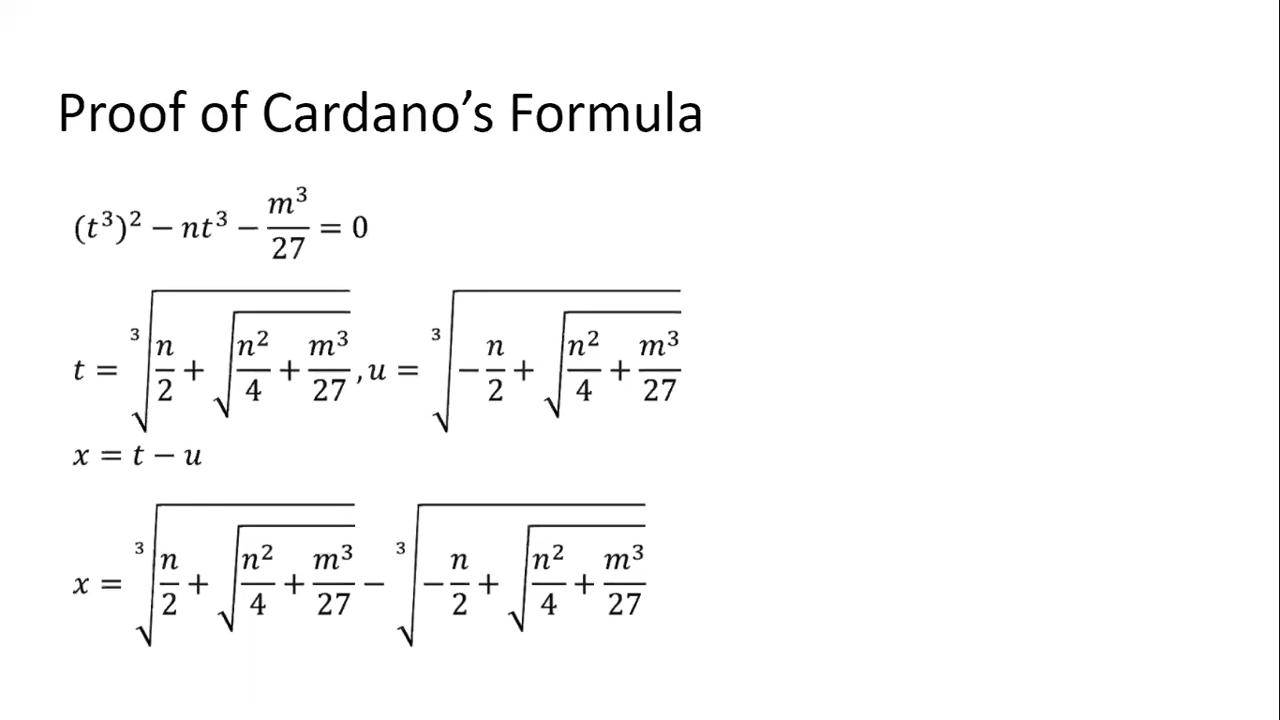 Proof of Cardano’s Formula
(t³)² − nt³ − m³/27 = 0
t = ∛(n/2 + √(n²/4 + m³/27)), u = ∛(−n/2 + √(n²/4 + m³/27))
x = t − u
x = ∛(n/2 + √(n²/4 + m³/27)) − ∛(−n/2 + √(n²/4 + m³/27))